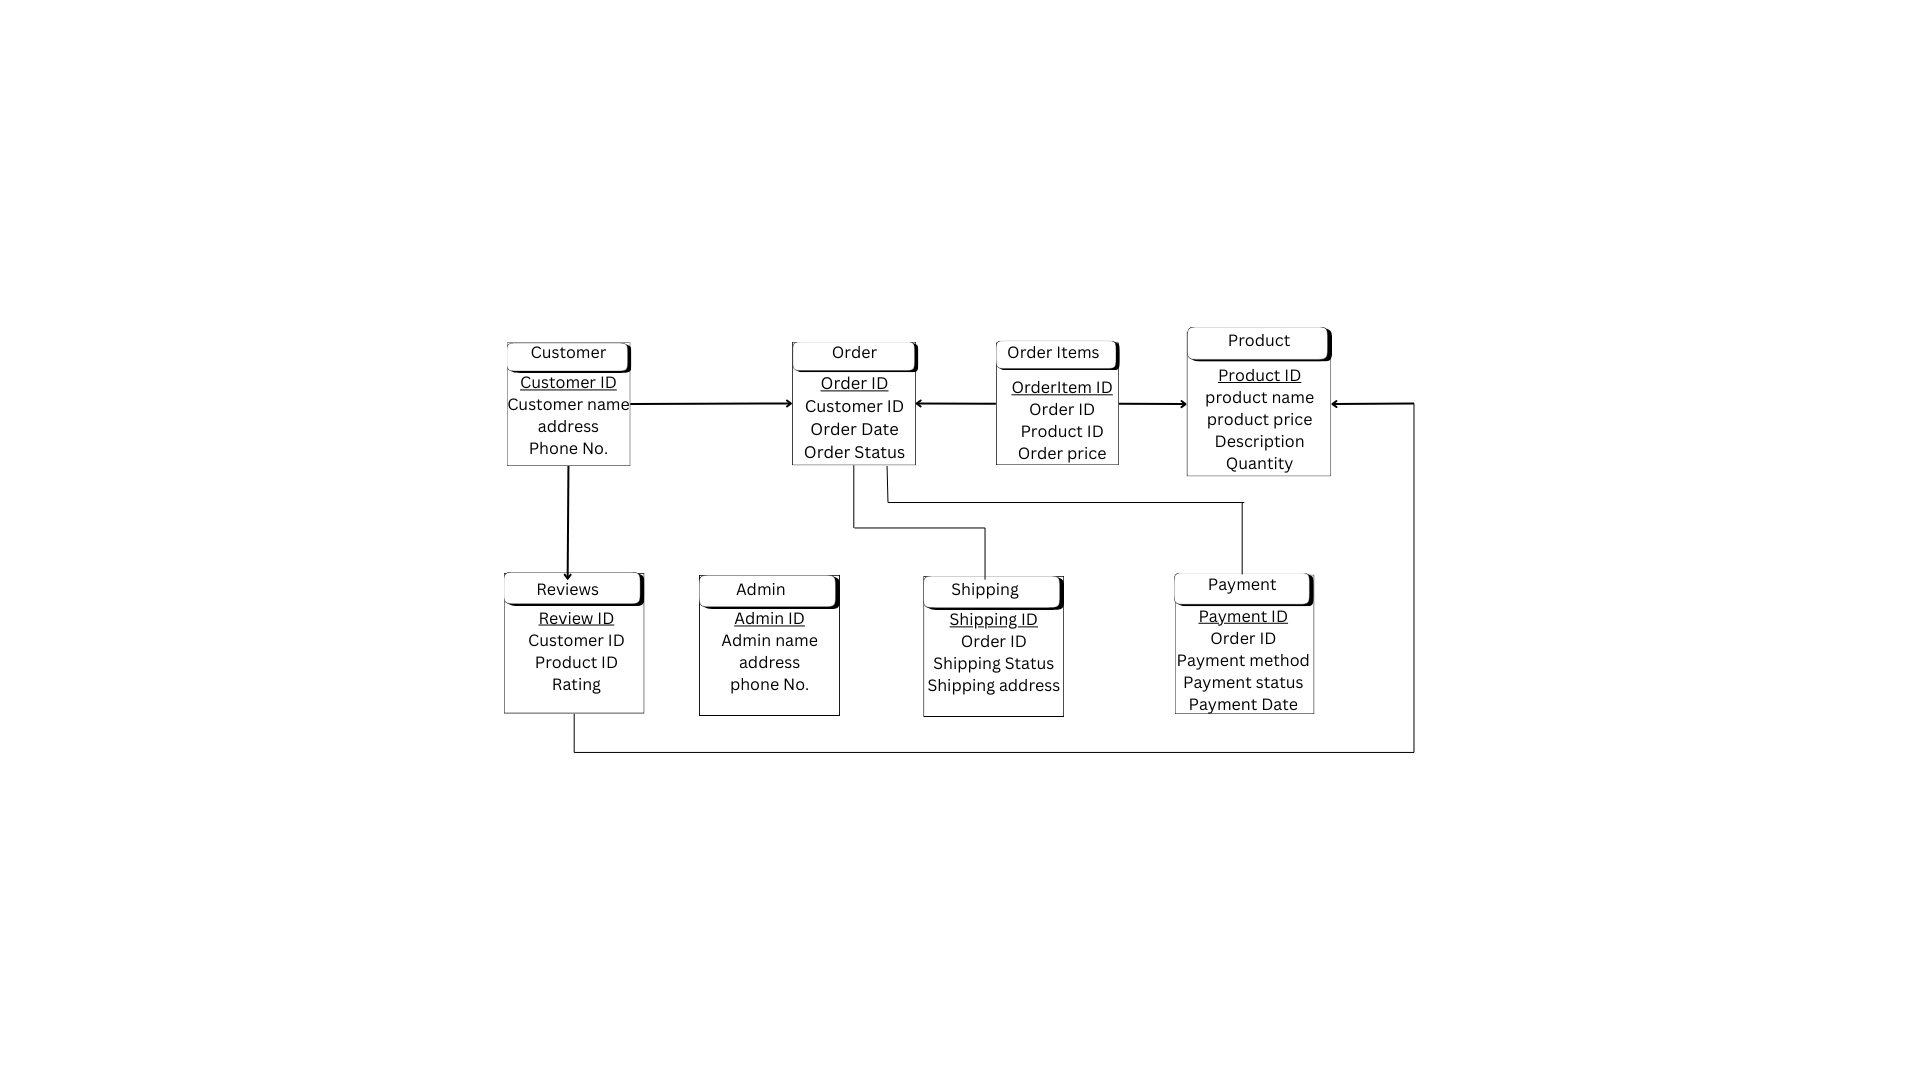 Customer
Customer ID
Customer name
address
Phone No.
Order
Order ID
Customer ID
Order Date
Order Status
Order Items
OrderItem ID
Order ID
Product ID
Order price
Product
Product ID
product name
product price
Description
Quantity
Reviews
Review ID
Customer ID
Product ID
Rating
Admin
Admin ID
Admin name
address
phone No.
Shipping
Shipping ID
Order ID
Shipping Status
Shipping address
Payment
Payment ID
Order ID
Payment method
Payment status
Payment Date